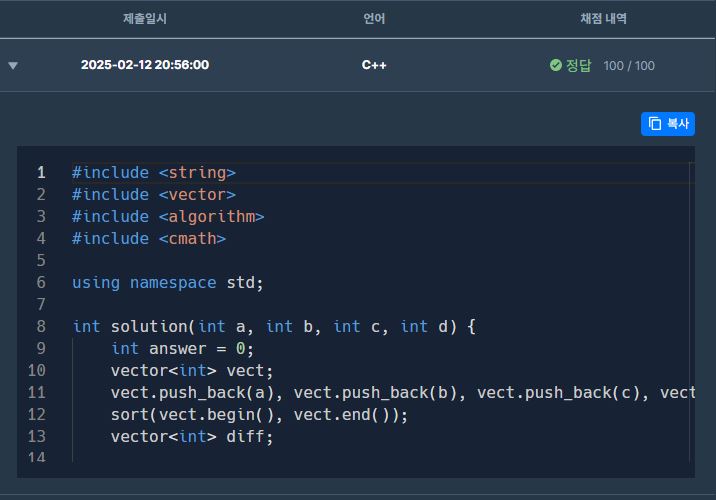 제출일시 언어 채점 내역
2025-02-12 20:56:00 C++ 정답 100 / 100
복사
1 #include <string>
2 #include <vector>
3 #include <algorithm>
4 #include <cmath>
5
6 using namespace std;
7
8 int solution(int a, int b, int c, int d) {
9 int answer = 0;
10 vector<int> vect;
11 vect.push_back(a), vect.push_back(b), vect.push_back(c), vect
12 sort(vect.begin(), vect.end());
13 vector<int> diff;
14